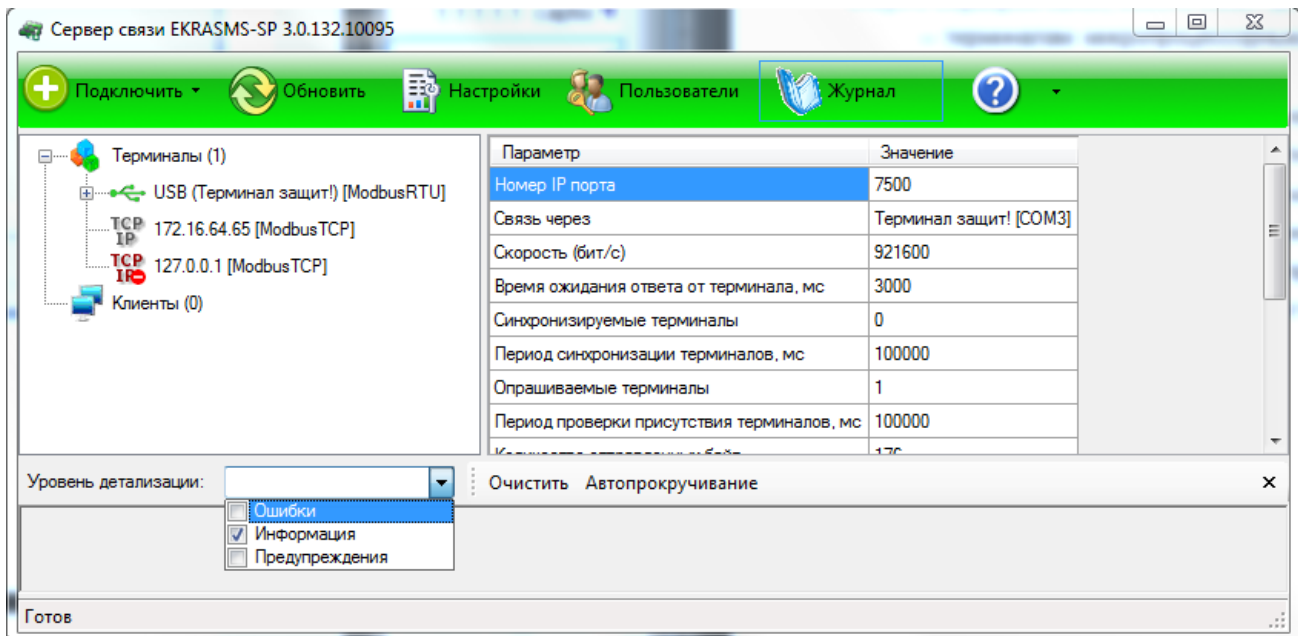 Сервер связи EKRASMS-SP 3.0.132.10095
Подключить Обновить Настройки Пользователи Журнал ?
Терминалы (1)
USB (Терминал защит!) [ModbusRTU]
TCP IP 172.16.64.65 [ModbusTCP]
TCP IP 127.0.0.1 [ModbusTCP]
Клиенты (0)
Параметр Значение
Номер IP порта 7500
Связь через Терминал защит! [COM3]
Скорость (бит/с) 921600
Время ожидания ответа от терминала, мс 3000
Синхронизируемые терминалы 0
Период синхронизации терминалов, мс 100000
Опрашиваемые терминалы 1
Период проверки присутствия терминалов, мс 100000
Уровень детализации: Очистить Автопрокручивание
Ошибки
Информация
Предупреждения
Готов